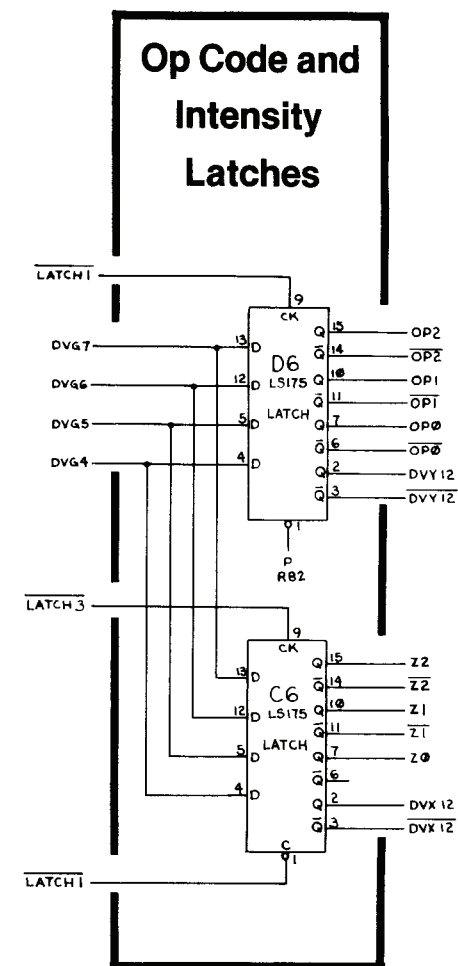 Op Code and
Intensity
Latches
LATCH1
9
CK
DVG7
13 D
Q 15 OP2
D6
Q 14 OP2
DVG6
12 D
LS175
Q 10 OP1
Q 11 OP1
LATCH
DVG5
5 D
Q 7 OP0
Q 6 OP0
DVG4
4 D
Q 2 DVY12
Q 3 DVY12
1
P
RB2
LATCH3
9
CK
Q 15 Z2
13 D
C6
Q 14 Z2
12 D
LS175
Q 10 Z1
Q 11 Z1
LATCH
5 D
Q 7 Z0
Q 6
4 D
Q 2 DVX12
Q 3 DVX12
C
1
LATCH1